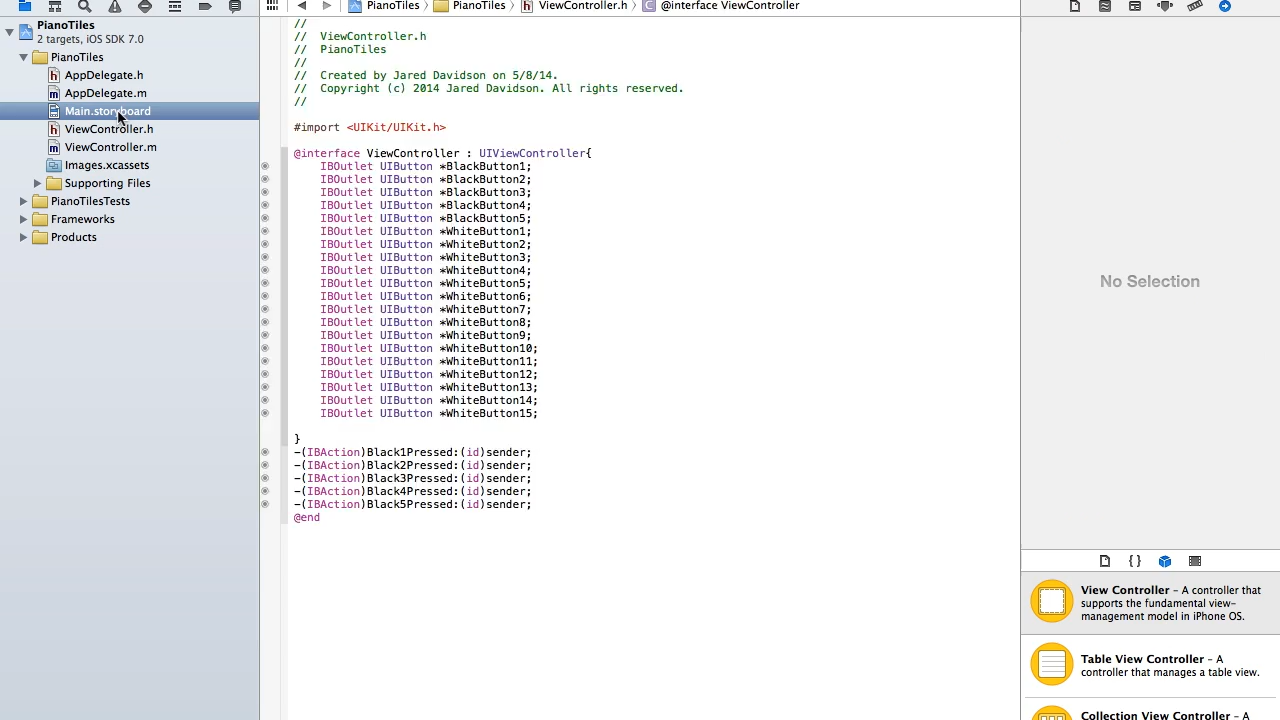 PianoTiles
2 targets, iOS SDK 7.0
PianoTiles
AppDelegate.h
AppDelegate.m
Main.storyboard
ViewController.h
ViewController.m
Images.xcassets
Supporting Files
PianoTilesTests
Frameworks
Products
PianoTiles 〉 PianoTiles 〉 ViewController.h 〉 @interface ViewController
//
//  ViewController.h
//  PianoTiles
//
//  Created by Jared Davidson on 5/8/14.
//  Copyright (c) 2014 Jared Davidson. All rights reserved.
//
#import <UIKit/UIKit.h>
@interface ViewController : UIViewController{
    IBOutlet UIButton *BlackButton1;
    IBOutlet UIButton *BlackButton2;
    IBOutlet UIButton *BlackButton3;
    IBOutlet UIButton *BlackButton4;
    IBOutlet UIButton *BlackButton5;
    IBOutlet UIButton *WhiteButton1;
    IBOutlet UIButton *WhiteButton2;
    IBOutlet UIButton *WhiteButton3;
    IBOutlet UIButton *WhiteButton4;
    IBOutlet UIButton *WhiteButton5;
    IBOutlet UIButton *WhiteButton6;
    IBOutlet UIButton *WhiteButton7;
    IBOutlet UIButton *WhiteButton8;
    IBOutlet UIButton *WhiteButton9;
    IBOutlet UIButton *WhiteButton10;
    IBOutlet UIButton *WhiteButton11;
    IBOutlet UIButton *WhiteButton12;
    IBOutlet UIButton *WhiteButton13;
    IBOutlet UIButton *WhiteButton14;
    IBOutlet UIButton *WhiteButton15;
}
-(IBAction)Black1Pressed:(id)sender;
-(IBAction)Black2Pressed:(id)sender;
-(IBAction)Black3Pressed:(id)sender;
-(IBAction)Black4Pressed:(id)sender;
-(IBAction)Black5Pressed:(id)sender;
@end
No Selection
View Controller – A controller that
supports the fundamental view-
management model in iPhone OS.
Table View Controller – A
controller that manages a table view.
Collection View Controller – A